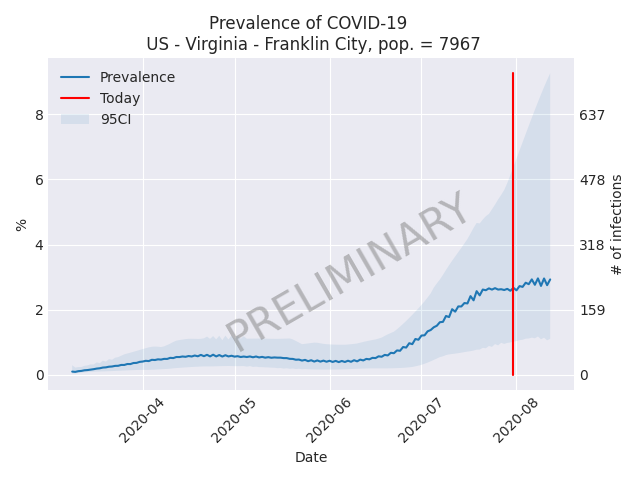 Prevalence of COVID-19
US - Virginia - Franklin City, pop. = 7967
Prevalence
Today
95CI
PRELIMINARY
8
6
4
2
0
%
637
478
318
159
0
# of infections
2020-04
2020-05
2020-06
2020-07
2020-08
Date